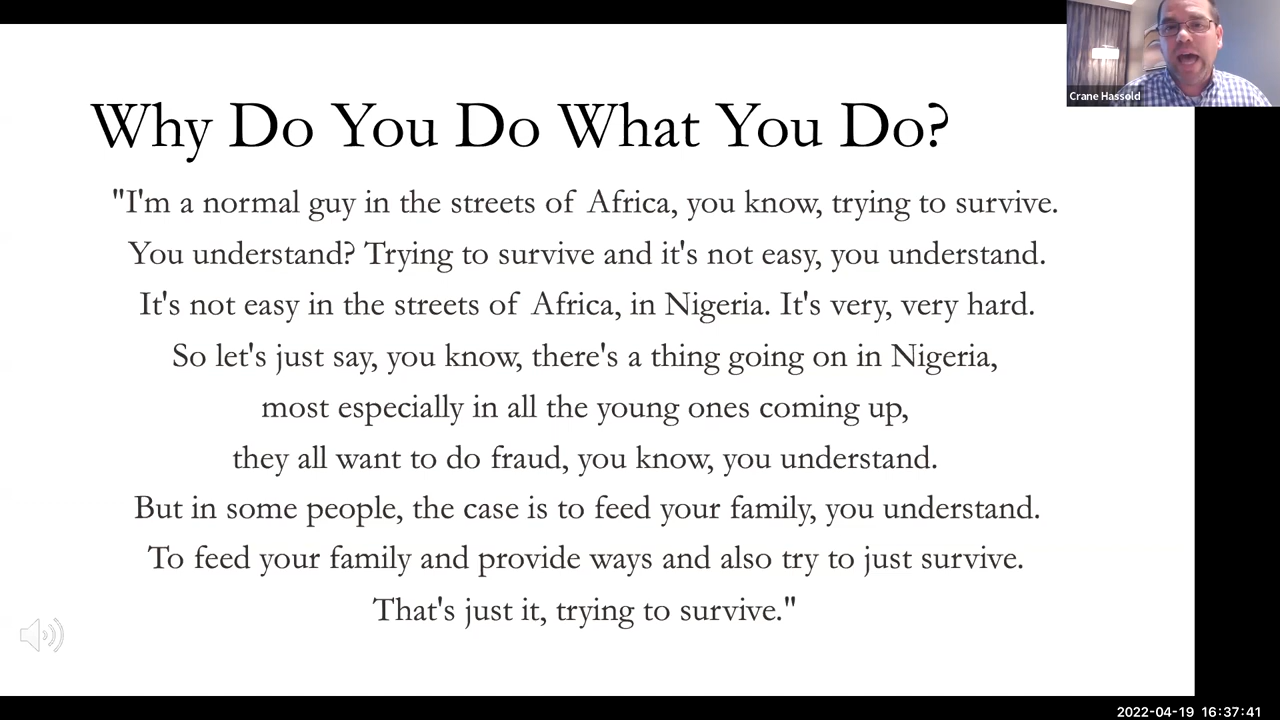 Crane Hassold
Why Do You Do What You Do?
"I'm a normal guy in the streets of Africa, you know, trying to survive.
You understand? Trying to survive and it's not easy, you understand.
It's not easy in the streets of Africa, in Nigeria. It's very, very hard.
So let's just say, you know, there's a thing going on in Nigeria,
most especially in all the young ones coming up,
they all want to do fraud, you know, you understand.
But in some people, the case is to feed your family, you understand.
To feed your family and provide ways and also try to just survive.
That's just it, trying to survive."
2022-04-19 16:37:41